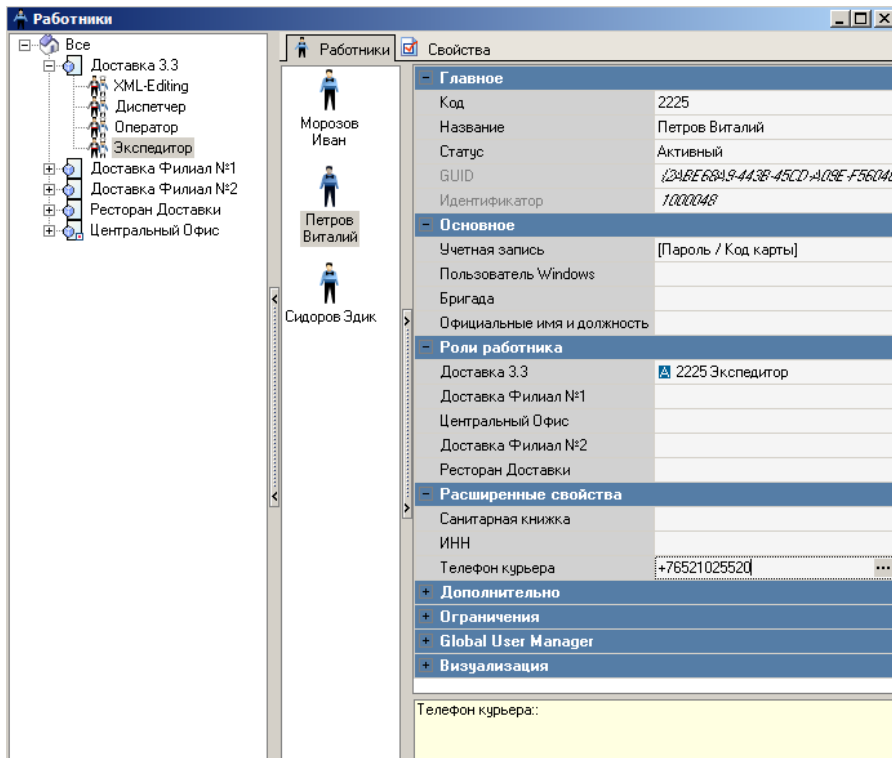 Работники
Все
Доставка 3.3
XML-Editing
Диспетчер
Оператор
Экспедитор
Доставка Филиал №1
Доставка Филиал №2
Ресторан Доставки
Центральный Офис
Работники
Свойства
Морозов
Иван
Петров
Виталий
Сидоров Эдик
Главное
Код 2225
Название Петров Виталий
Статус Активный
GUID
Идентификатор 1000048
Основное
Учетная запись [Пароль / Код карты]
Пользователь Windows
Бригада
Официальные имя и должность
Роли работника
Доставка 3.3 A 2225 Экспедитор
Доставка Филиал №1
Центральный Офис
Доставка Филиал №2
Ресторан Доставки
Расширенные свойства
Санитарная книжка
ИНН
Телефон курьера +76521025520 ...
Дополнительно
Ограничения
Global User Manager
Визуализация
Телефон курьера::